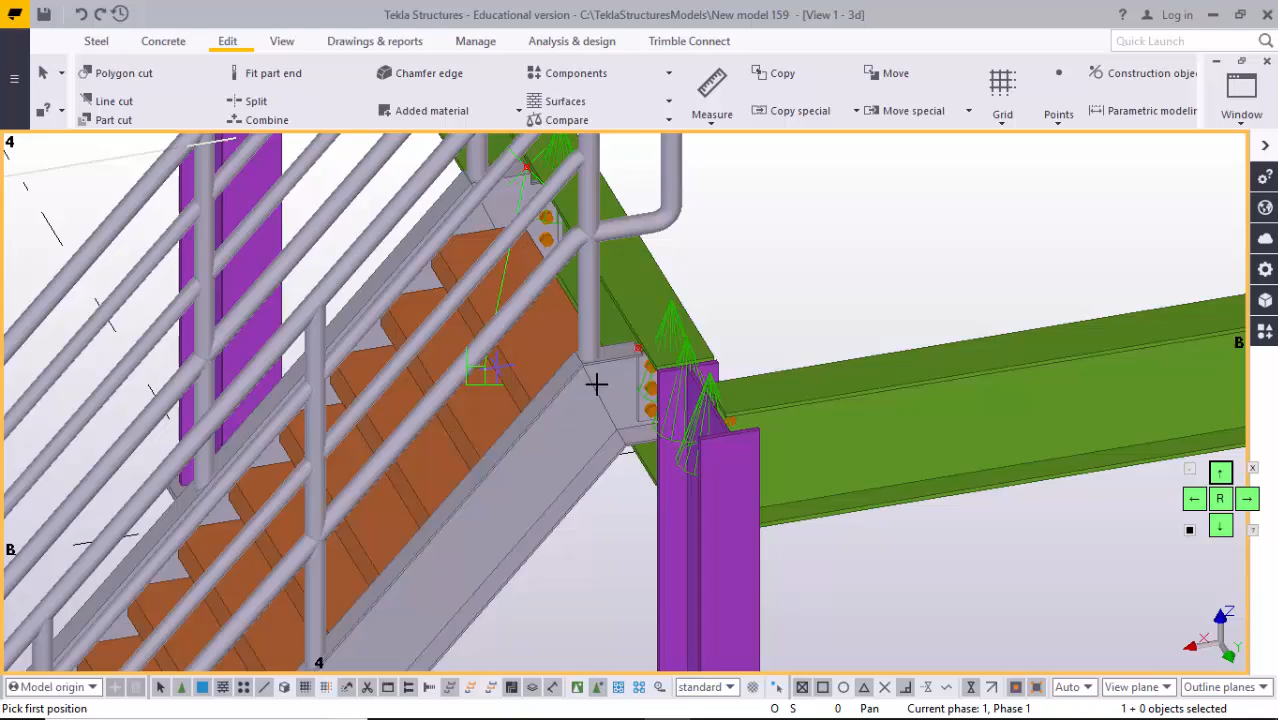 Tekla Structures - Educational version - C:\TeklaStructuresModels\New model 159 - [View 1 - 3d]
? Log in
Steel Concrete Edit View Drawings & reports Manage Analysis & design Trimble Connect Quick Launch
Polygon cut Fit part end Chamfer edge Components Copy Move Construction obje
Line cut Split Surfaces
Part cut Combine Added material Compare Measure Copy special Move special Grid Points Parametric modelin Window
4
B
B
4
R
X
?
Z
X
Y
Model origin standard Auto View plane Outline planes
Pick first position O S 0 Pan Current phase: 1, Phase 1 1 + 0 objects selected